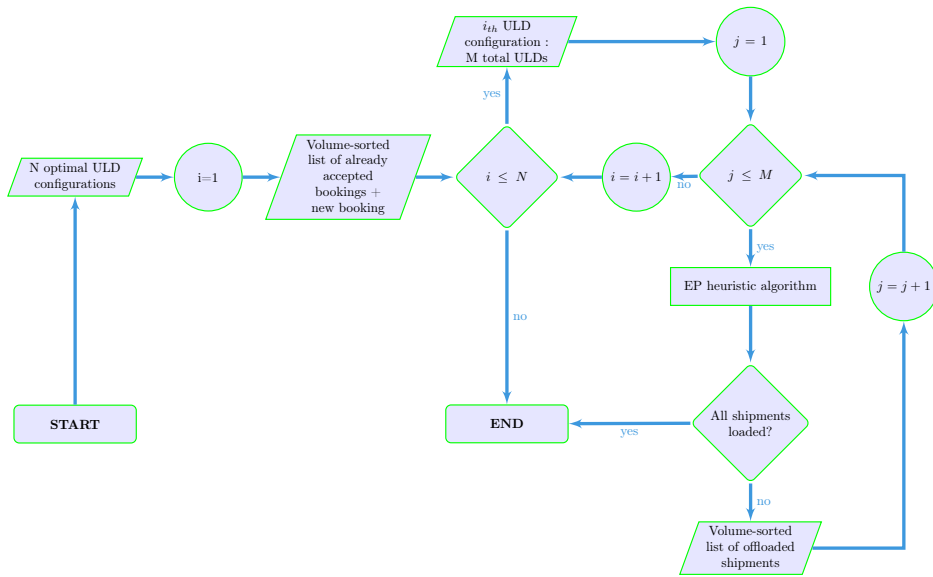 i_{th} ULD
configuration :
M total ULDs
j = 1
yes
N optimal ULD
configurations
i=1
Volume-sorted
list of already
accepted
bookings +
new booking
i ≤ N
i = i + 1
no
j ≤ M
yes
EP heuristic algorithm
j = j + 1
no
START
END
yes
All shipments
loaded?
no
Volume-sorted
list of offloaded
shipments